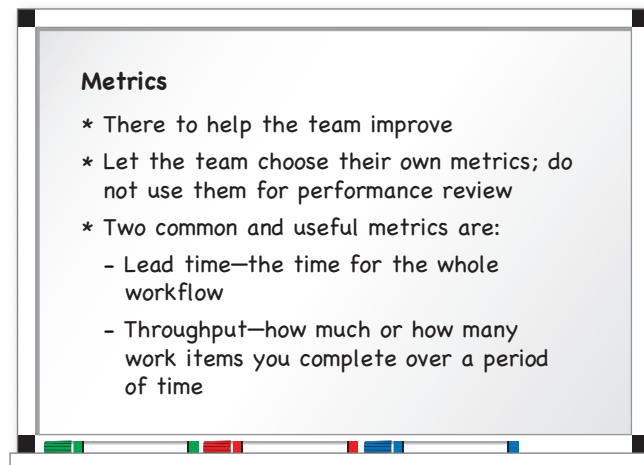 Metrics
* There to help the team improve
* Let the team choose their own metrics; do
not use them for performance review
* Two common and useful metrics are:
– Lead time—the time for the whole
workflow
– Throughput—how much or how many
work items you complete over a period
of time